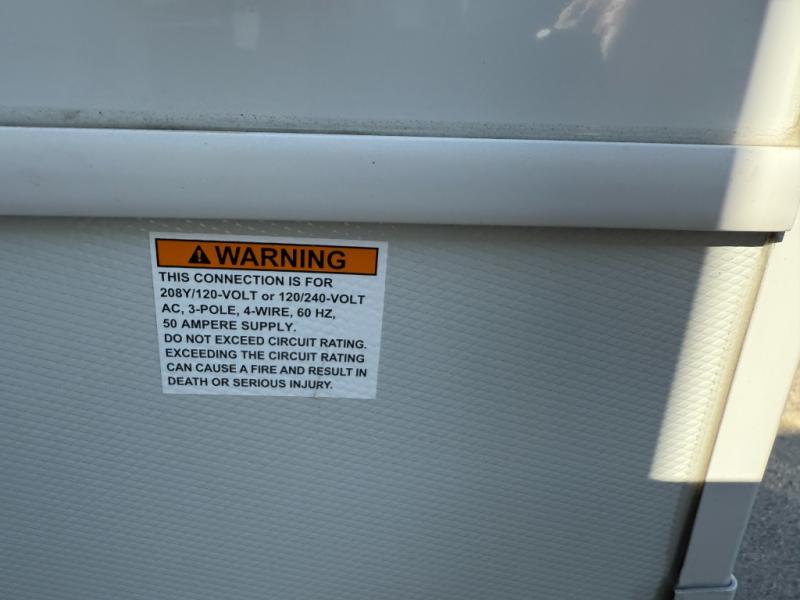 WARNING
THIS CONNECTION IS FOR
208Y/120-VOLT or 120/240-VOLT
AC, 3-POLE, 4-WIRE, 60 HZ,
50 AMPERE SUPPLY.
DO NOT EXCEED CIRCUIT RATING.
EXCEEDING THE CIRCUIT RATING
CAN CAUSE A FIRE AND RESULT IN
DEATH OR SERIOUS INJURY.